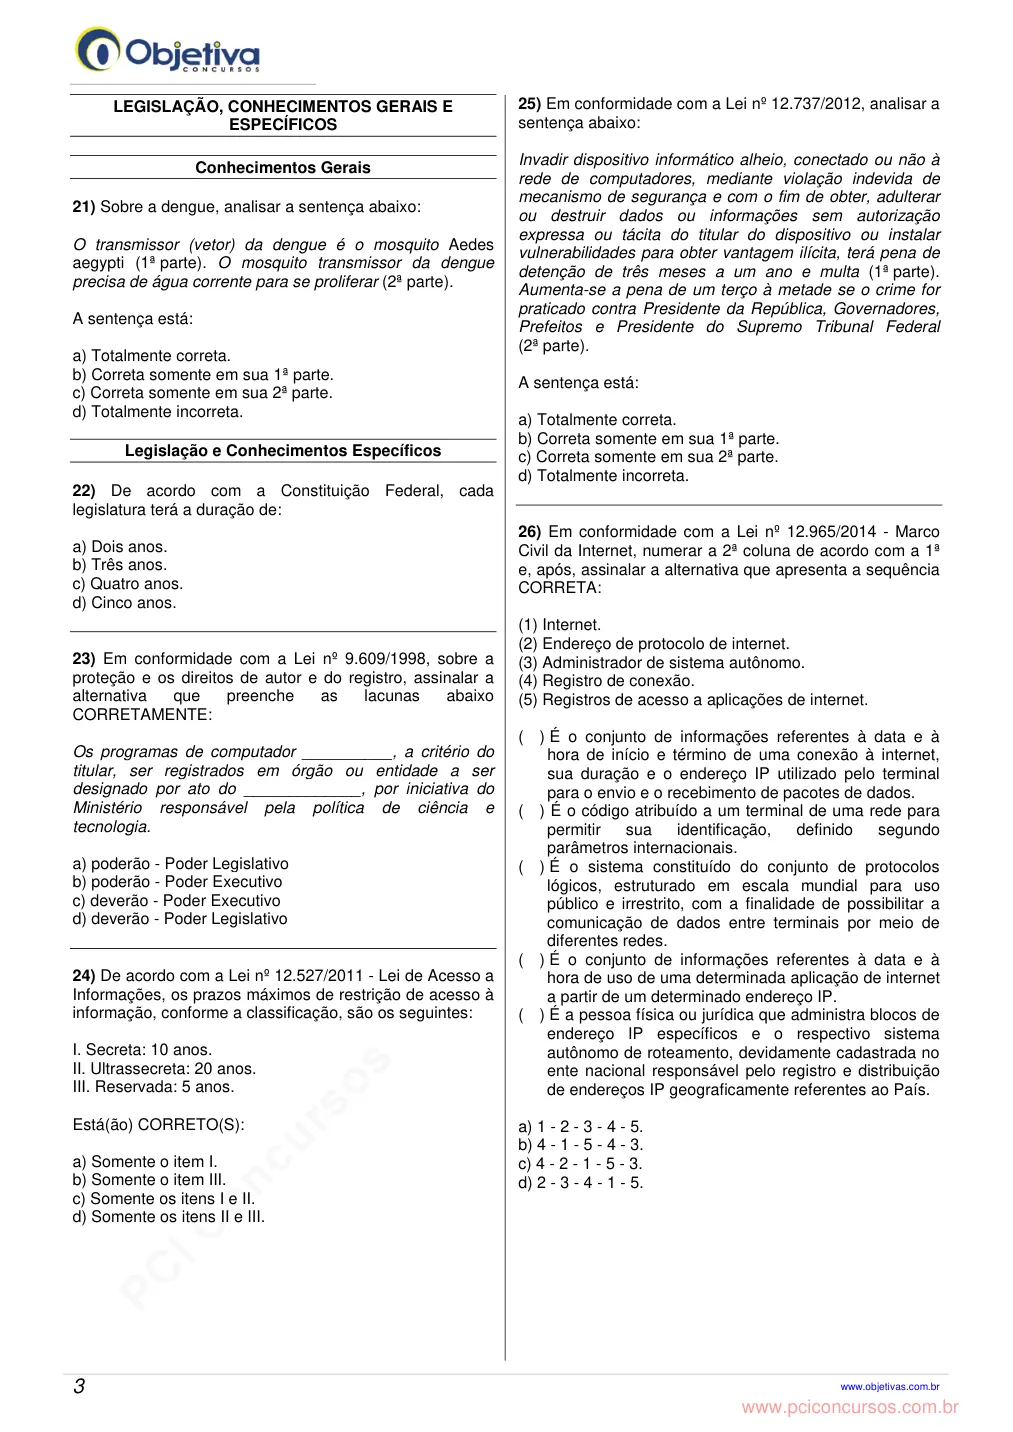 Objetiva
CONCURSOS
LEGISLAÇÃO, CONHECIMENTOS GERAIS E
ESPECÍFICOS
Conhecimentos Gerais
21) Sobre a dengue, analisar a sentença abaixo:
O transmissor (vetor) da dengue é o mosquito Aedes
aegypti (1ª parte). O mosquito transmissor da dengue
precisa de água corrente para se proliferar (2ª parte).
A sentença está:
a) Totalmente correta.
b) Correta somente em sua 1ª parte.
c) Correta somente em sua 2ª parte.
d) Totalmente incorreta.
Legislação e Conhecimentos Específicos
22) De acordo com a Constituição Federal, cada
legislatura terá a duração de:
a) Dois anos.
b) Três anos.
c) Quatro anos.
d) Cinco anos.
23) Em conformidade com a Lei nº 9.609/1998, sobre a
proteção e os direitos de autor e do registro, assinalar a
alternativa que preenche as lacunas abaixo
CORRETAMENTE:
Os programas de computador __________, a critério do
titular, ser registrados em órgão ou entidade a ser
designado por ato do _____________, por iniciativa do
Ministério responsável pela política de ciência e
tecnologia.
a) poderão - Poder Legislativo
b) poderão - Poder Executivo
c) deverão - Poder Executivo
d) deverão - Poder Legislativo
24) De acordo com a Lei nº 12.527/2011 - Lei de Acesso a
Informações, os prazos máximos de restrição de acesso à
informação, conforme a classificação, são os seguintes:
I. Secreta: 10 anos.
II. Ultrassecreta: 20 anos.
III. Reservada: 5 anos.
Está(ão) CORRETO(S):
a) Somente o item I.
b) Somente o item III.
c) Somente os itens I e II.
d) Somente os itens II e III.
25) Em conformidade com a Lei nº 12.737/2012, analisar a
sentença abaixo:
Invadir dispositivo informático alheio, conectado ou não à
rede de computadores, mediante violação indevida de
mecanismo de segurança e com o fim de obter, adulterar
ou destruir dados ou informações sem autorização
expressa ou tácita do titular do dispositivo ou instalar
vulnerabilidades para obter vantagem ilícita, terá pena de
detenção de três meses a um ano e multa (1ª parte).
Aumenta-se a pena de um terço à metade se o crime for
praticado contra Presidente da República, Governadores,
Prefeitos e Presidente do Supremo Tribunal Federal
(2ª parte).
A sentença está:
a) Totalmente correta.
b) Correta somente em sua 1ª parte.
c) Correta somente em sua 2ª parte.
d) Totalmente incorreta.
26) Em conformidade com a Lei nº 12.965/2014 - Marco
Civil da Internet, numerar a 2ª coluna de acordo com a 1ª
e, após, assinalar a alternativa que apresenta a sequência
CORRETA:
(1) Internet.
(2) Endereço de protocolo de internet.
(3) Administrador de sistema autônomo.
(4) Registro de conexão.
(5) Registros de acesso a aplicações de internet.
( ) É o conjunto de informações referentes à data e à
hora de início e término de uma conexão à internet,
sua duração e o endereço IP utilizado pelo terminal
para o envio e o recebimento de pacotes de dados.
( ) É o código atribuído a um terminal de uma rede para
permitir sua identificação, definido segundo
parâmetros internacionais.
( ) É o sistema constituído do conjunto de protocolos
lógicos, estruturado em escala mundial para uso
público e irrestrito, com a finalidade de possibilitar a
comunicação de dados entre terminais por meio de
diferentes redes.
( ) É o conjunto de informações referentes à data e à
hora de uso de uma determinada aplicação de internet
a partir de um determinado endereço IP.
( ) É a pessoa física ou jurídica que administra blocos de
endereço IP específicos e o respectivo sistema
autônomo de roteamento, devidamente cadastrada no
ente nacional responsável pelo registro e distribuição
de endereços IP geograficamente referentes ao País.
a) 1 - 2 - 3 - 4 - 5.
b) 4 - 1 - 5 - 4 - 3.
c) 4 - 2 - 1 - 5 - 3.
d) 2 - 3 - 4 - 1 - 5.
PCI Concursos
3
www.objetivas.com.br
www.pciconcursos.com.br